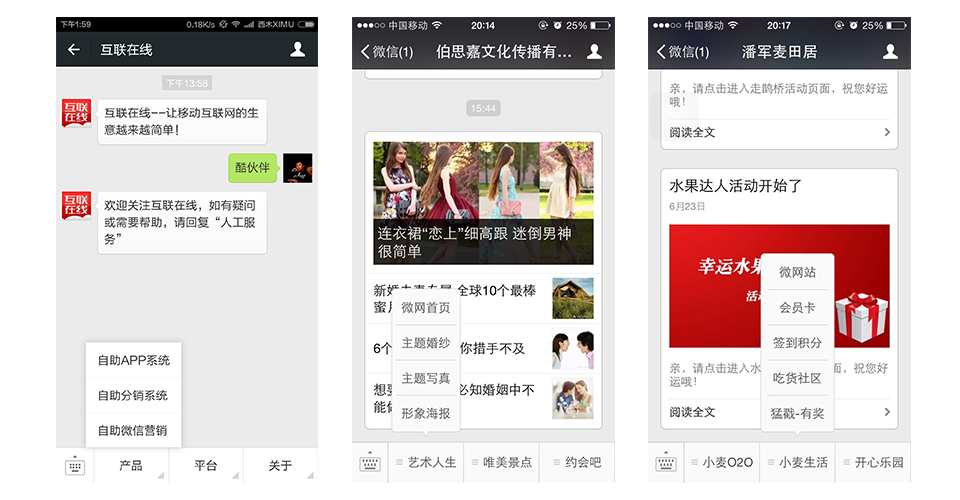 下午1:59
0.18K/s
西木XIMU
互联在线
下午13:58
互联在线
互联在线--让移动互联网的生
意越来越简单!
酷伙伴
互联在线
欢迎关注互联在线，如有疑问
或需要帮助，请回复“人工服
务”
自助APP系统
自助分销系统
自助微信营销
产品
平台
关于
中国移动
20:14
25%
微信(1)
伯思嘉文化传播有...
15:44
连衣裙“恋上”细高跟 迷倒男神
很简单
全球10个最棒
蜜
6个
你措手不及
想要
必知婚姻中不
能做
微网首页
主题婚纱
主题写真
形象海报
艺术人生
唯美景点
约会吧
中国移动
20:17
25%
微信(1)
潘军麦田居
亲，请点击进入走鹊桥活动页面，祝您好运
哦！
阅读全文
水果达人活动开始了
6月23日
幸运水果
活
亲，请点击进入水
面，祝您好
运哦！
阅读全文
微网站
会员卡
签到积分
吃货社区
猛戳-有奖
小麦O2O
小麦生活
开心乐园